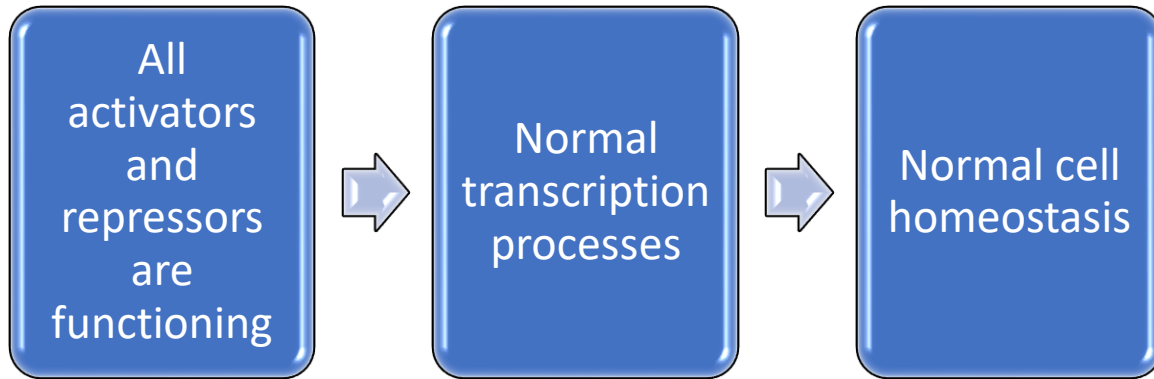 All
activators
and
repressors
are
functioning
Normal
transcription
processes
Normal cell
homeostasis